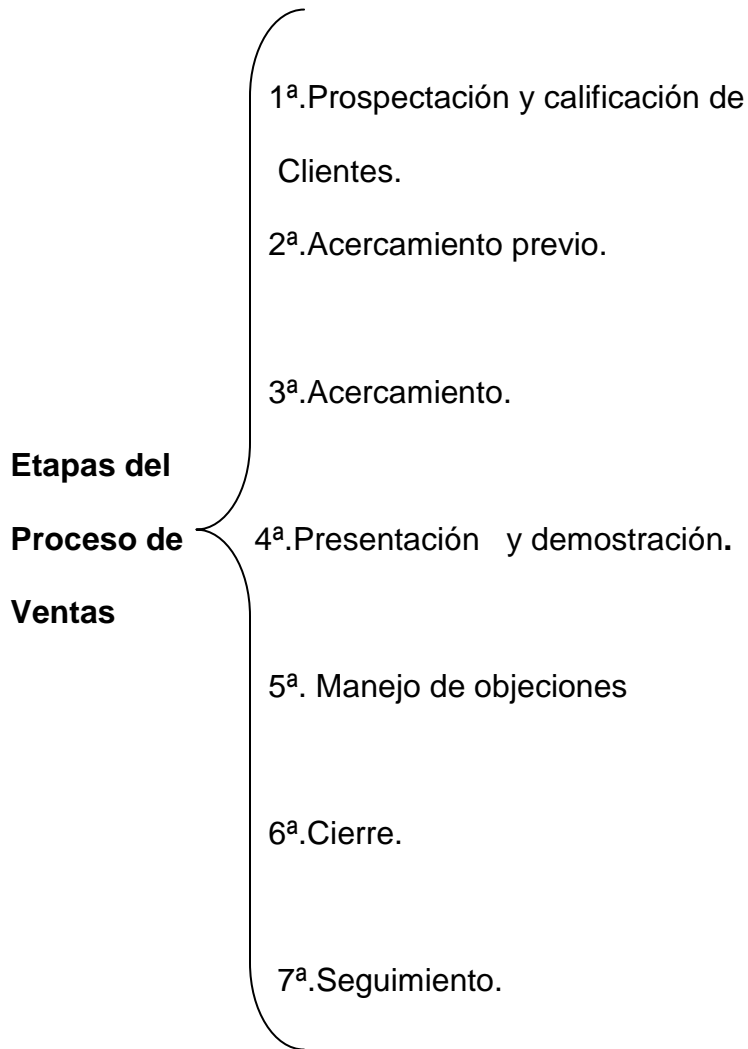 Etapas del
Proceso de
Ventas
1ª.Prospectación y calificación de
Clientes.
2ª.Acercamiento previo.
3ª.Acercamiento.
4ª.Presentación y demostración.
5ª. Manejo de objeciones
6ª.Cierre.
7ª.Seguimiento.